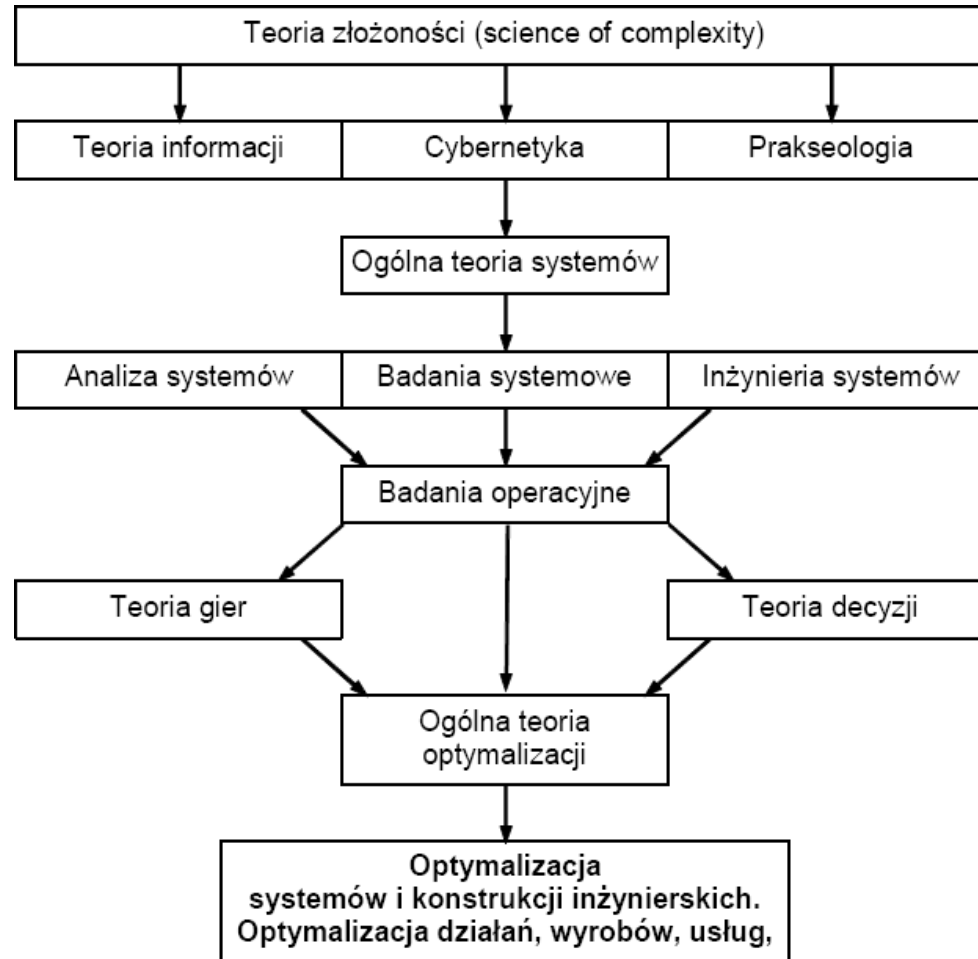 Teoria złożoności (science of complexity)
Teoria informacji
Cybernetyka
Prakseologia
Ogólna teoria systemów
Analiza systemów
Badania systemowe
Inżynieria systemów
Badania operacyjne
Teoria gier
Teoria decyzji
Ogólna teoria
optymalizacji
Optymalizacja
systemów i konstrukcji inżynierskich.
Optymalizacja działań, wyrobów, usług,